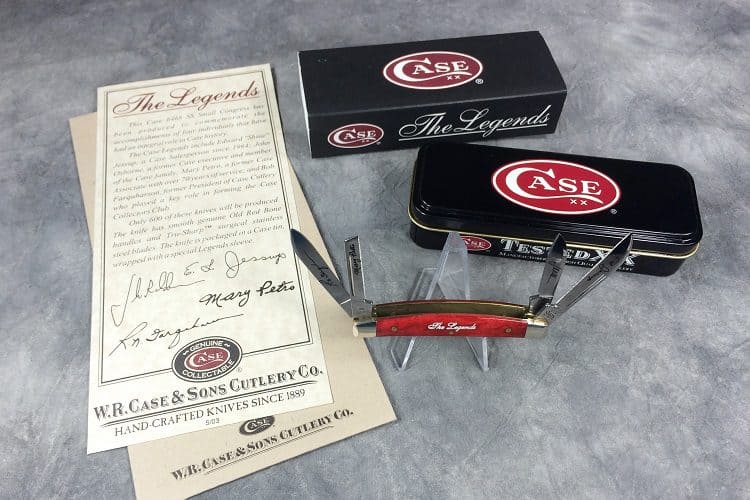 The Legends
This Case 6465 SS Small Congress has
been produced to commemorate the
accomplishments of four individuals that have
had an integral role in Case history.
The Case Legends include Edward "Shine"
Jessup, a Case Salesperson since 1964, John
Osborne, a former Case executive and member
of the Case family, Mary Petro, a former Case
Associate with over 70 years of service, and Bob
Farquharson, former President of Case Cutlery
who played a key role in forming the Case
Collectors Club.
Only 600 of these knives will be produced.
The knife has smooth genuine Old Red Bone
handles and Tru-Sharp™ surgical stainless
steel blades. The knife is packaged in a Case tin,
wrapped with a special Legends sleeve.
E. L. Jessup
Mary Petro
GENUINE
CASE
XX
COLLECTABLE
W.R. CASE & SONS CUTLERY CO.
HAND-CRAFTED KNIVES SINCE 1889
5/03
CASE
W.R. CASE & SONS CUTLERY CO.
CASE
XX
®
CASE
XX
The Legends
CASE
XX
®
CASE
TESTED XX
The Legends